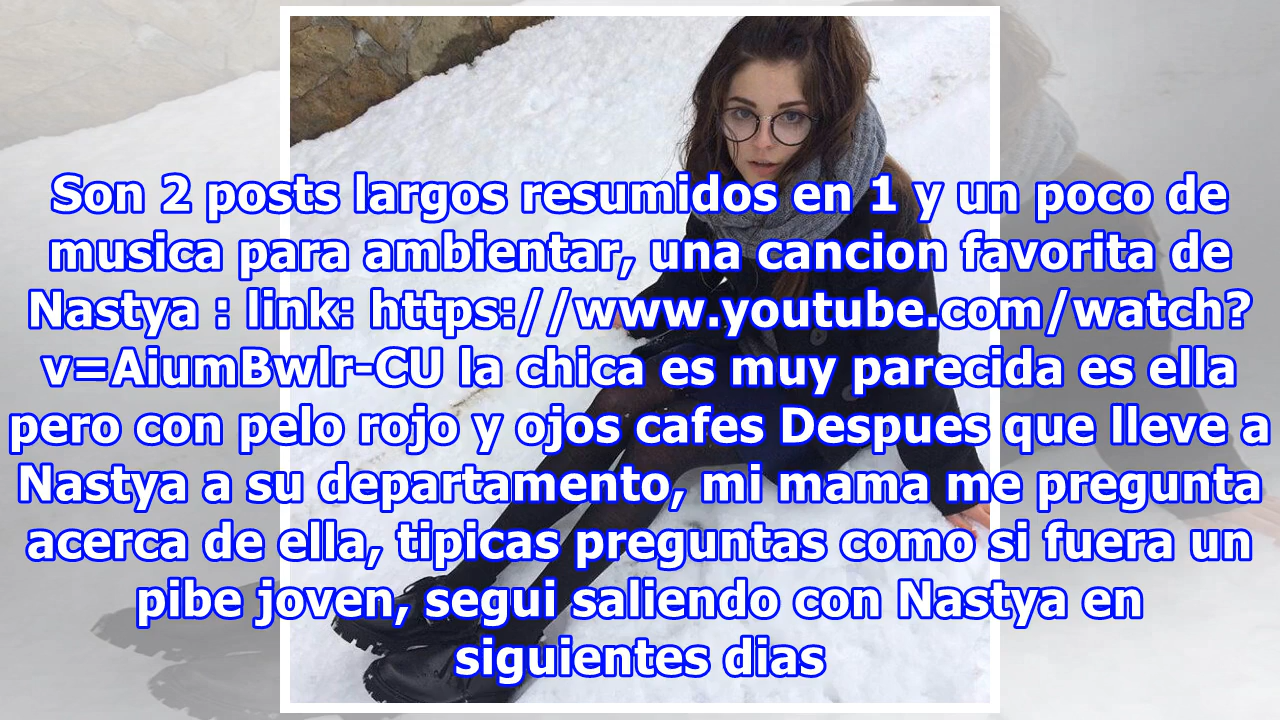 Son 2 posts largos resumidos en 1 y un poco de
musica para ambientar, una cancion favorita de
Nastya : link: https://www.youtube.com/watch?
v=AiumBwlr-CU la chica es muy parecida es ella
pero con pelo rojo y ojos cafes Despues que lleve a
Nastya a su departamento, mi mama me pregunta
acerca de ella, tipicas preguntas como si fuera un
pibe joven, segui saliendo con Nastya en
siguientes dias